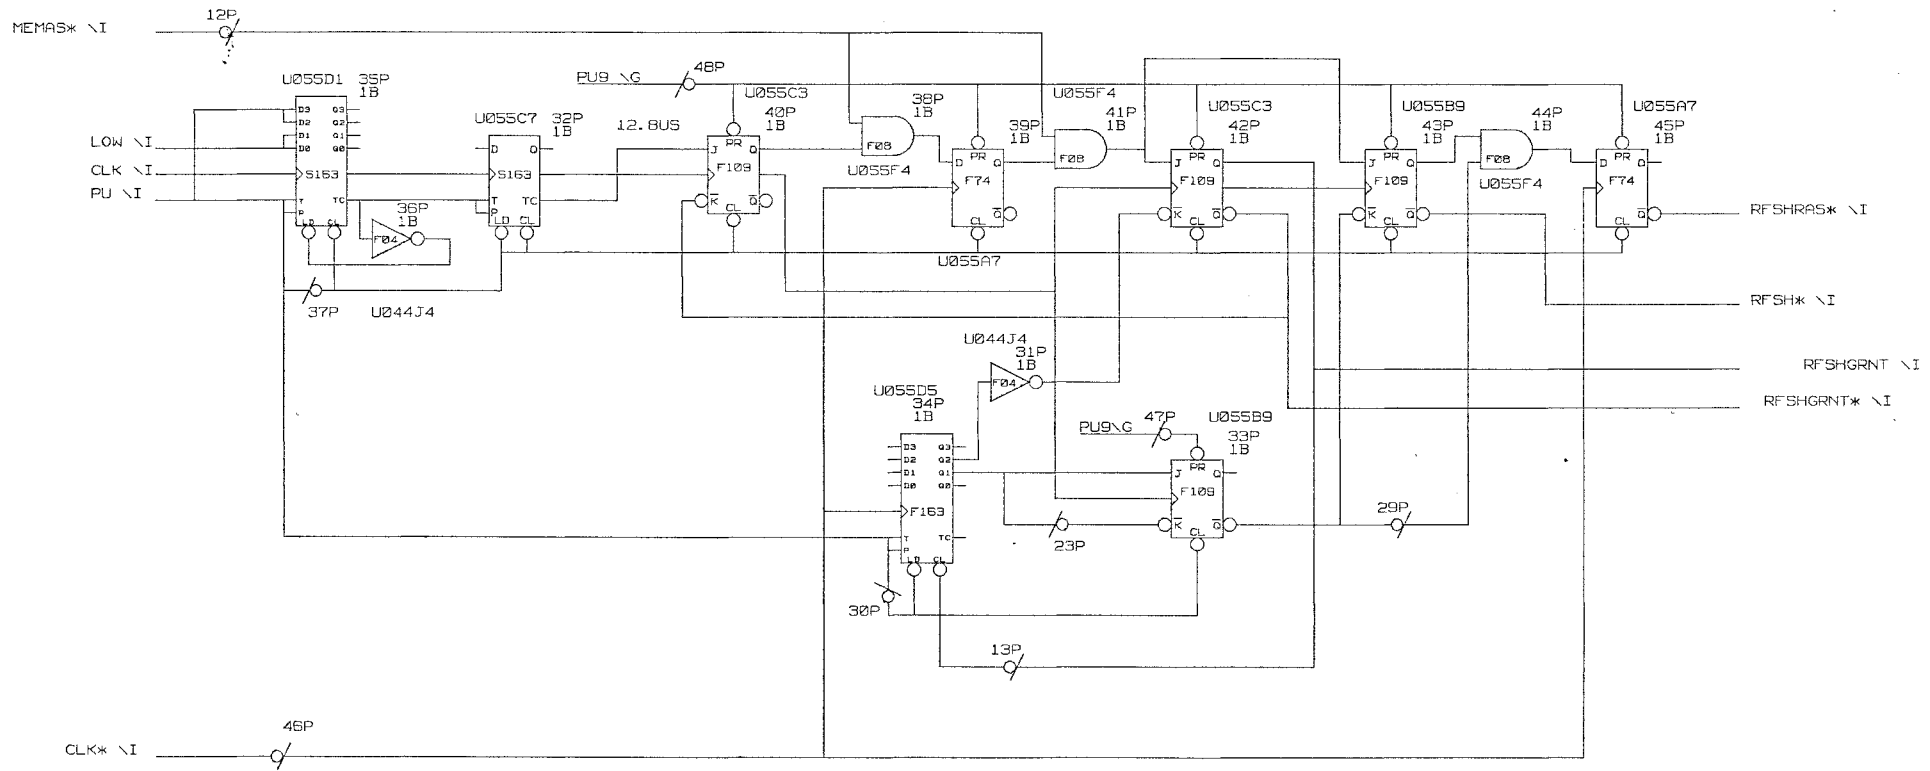 12P
MEMAS* \I
PU9 \G
48P
U055D1 35P
1B
U055C3
40P
1B
38P
1B
U055F4
41P
1B
U055C3
42P
1B
U055B9
43P
1B
44P
1B
U055A7
45P
1B
U055C7 32P
1B
12.8US
39P
1B
D3 Q3
D2 Q2
D1 Q1
D0 Q0
S163
T TC
P
LD CL
D Q
S163
T TC
P
LD CL
PR
J Q
F109
K Q
CL
F08
U055F4
PR
D Q
F74
Q
CL
F08
PR
J Q
F109
K Q
CL
PR
J Q
F109
K Q
CL
F08
U055F4
PR
D Q
F74
Q
CL
LOW \I
CLK \I
PU \I
36P
1B
F04
37P
U044J4
U055A7
RFSHRAS* \I
RFSH* \I
RFSHGRNT \I
RFSHGRNT* \I
U044J4
31P
1B
F04
U055D5
34P
1B
D3 Q3
D2 Q2
D1 Q1
D0 Q0
F163
T TC
P
LD CL
47P
PU9\G
U055B9
33P
1B
PR
J Q
F109
K Q
CL
23P
29P
30P
13P
46P
CLK* \I